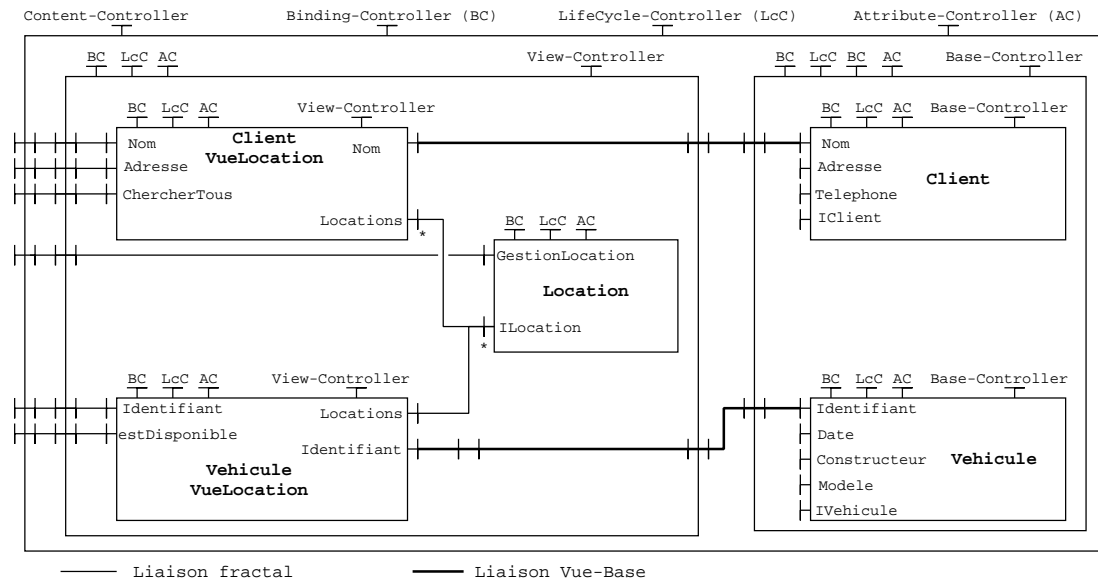 Content-Controller Binding-Controller (BC) LifeCycle-Controller (LcC) Attribute-Controller (AC)
BC LcC AC View-Controller BC LcC BC AC Base-Controller
BC LcC AC View-Controller BC LcC AC Base-Controller
Nom Client Nom Nom
VueLocation
Adresse Adresse
Client
ChercherTous Telephone
Locations IClient
*
BC LcC AC
GestionLocation
Location
ILocation
*
BC LcC AC View-Controller BC LcC AC Base-Controller
Identifiant Locations Identifiant
estDisponible Date
Identifiant Constructeur Vehicule
Vehicule
VueLocation Modele
IVehicule
Liaison fractal Liaison Vue-Base